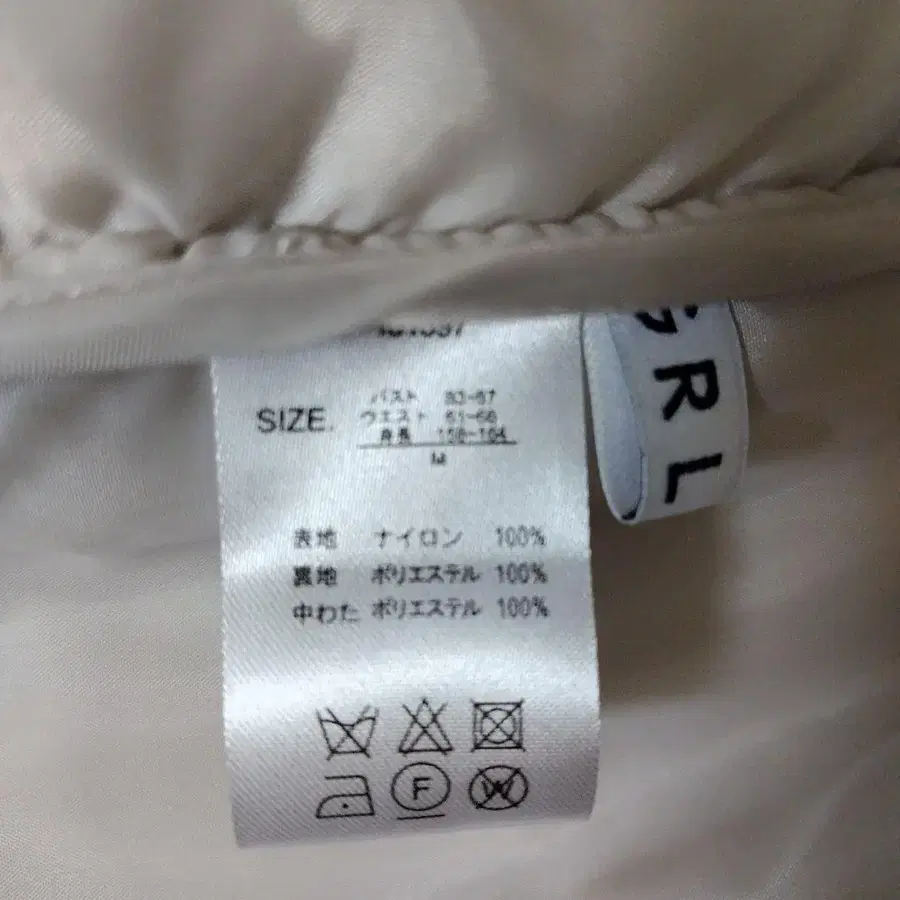 SIZE.
バスト 83-87
ウエスト 61-66
身長 158-164
M
表地 ナイロン 100%
裏地 ポリエステル 100%
中わた ポリエステル 100%
F
W
GRL